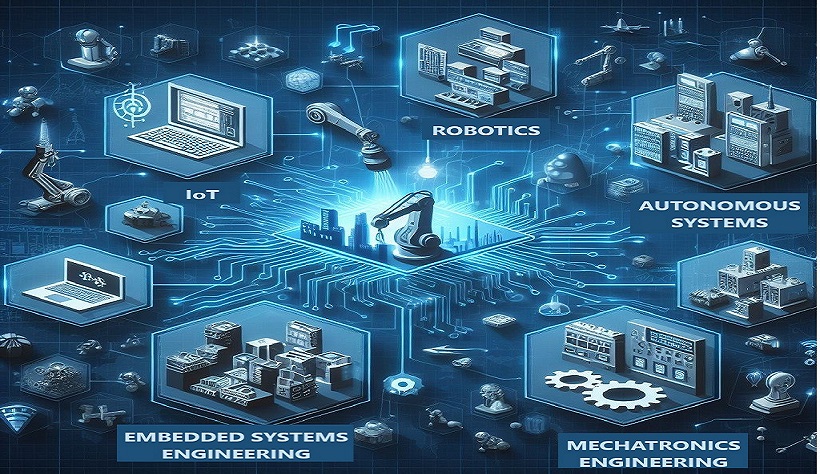 ROBOTICS
IoT
AUTONOMOUS
SYSTEMS
EMBEDDED SYSTEMS
ENGINEERING
MECHATRONICS
ENGINEERING